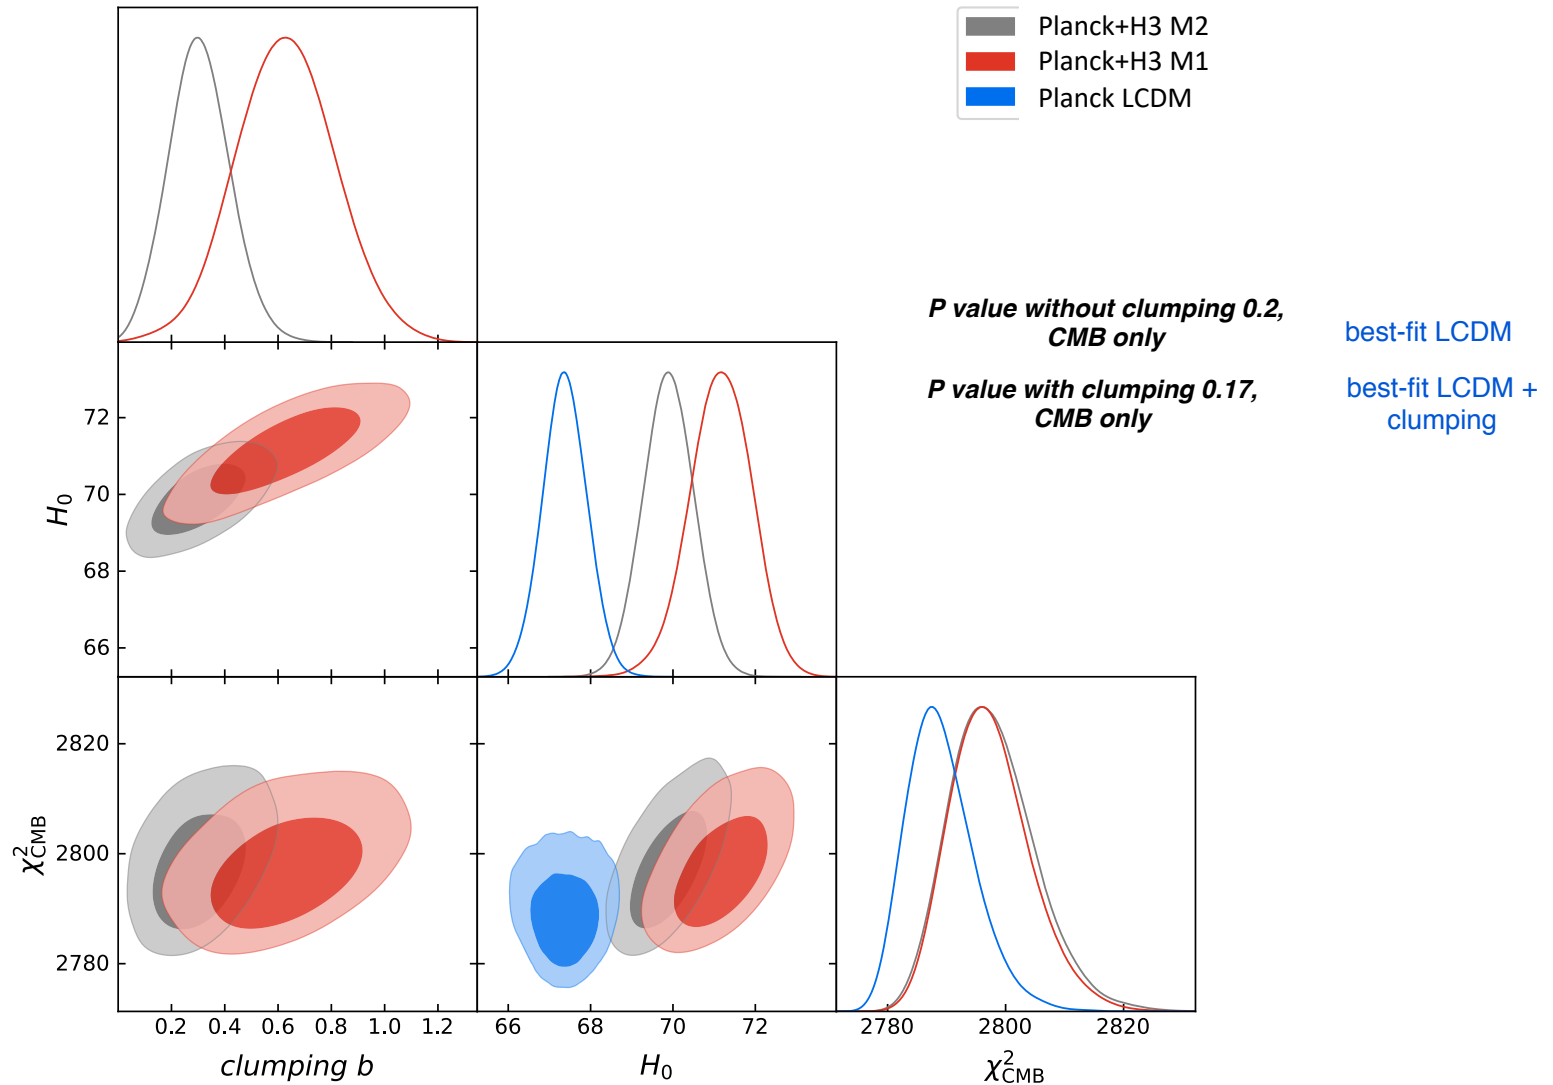 Planck+H3 M2
Planck+H3 M1
Planck LCDM
P value without clumping 0.2,
CMB only
best-fit LCDM
P value with clumping 0.17,
CMB only
best-fit LCDM +
clumping
72
70
68
66
H₀
2820
2800
2780
χ²CMB
0.2 0.4 0.6 0.8 1.0 1.2
clumping b
66 68 70 72
H₀
2780 2800 2820
χ²CMB